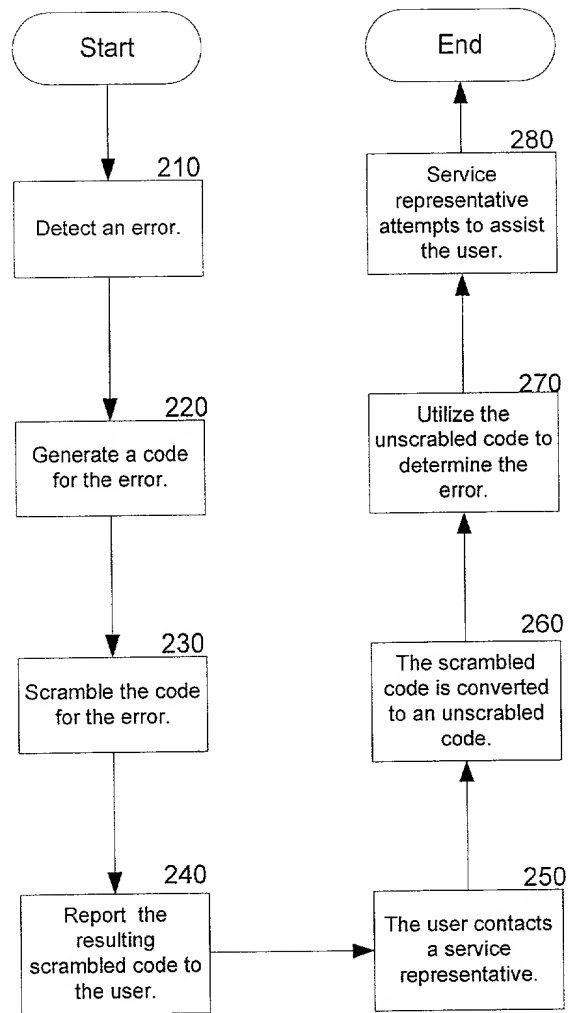 Start
210
Detect an error.
220
Generate a code
for the error.
230
Scramble the code
for the error.
240
Report the
resulting
scrambled code to
the user.
250
The user contacts
a service
representative.
260
The scrambled
code is converted
to an unscrabled
code.
270
Utilize the
unscrabled code to
determine the
error.
280
Service
representative
attempts to assist
the user.
End